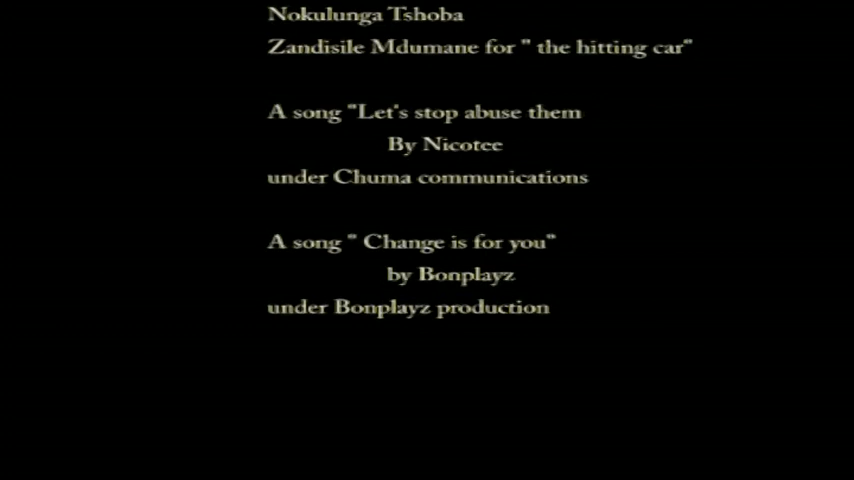 Nokulunga Tshoba
Zandisile Mdumane for " the hitting car"
A song "Let's stop abuse them
By Nicotee
under Chuma communications
A song " Change is for you"
by Bonplayz
under Bonplayz production